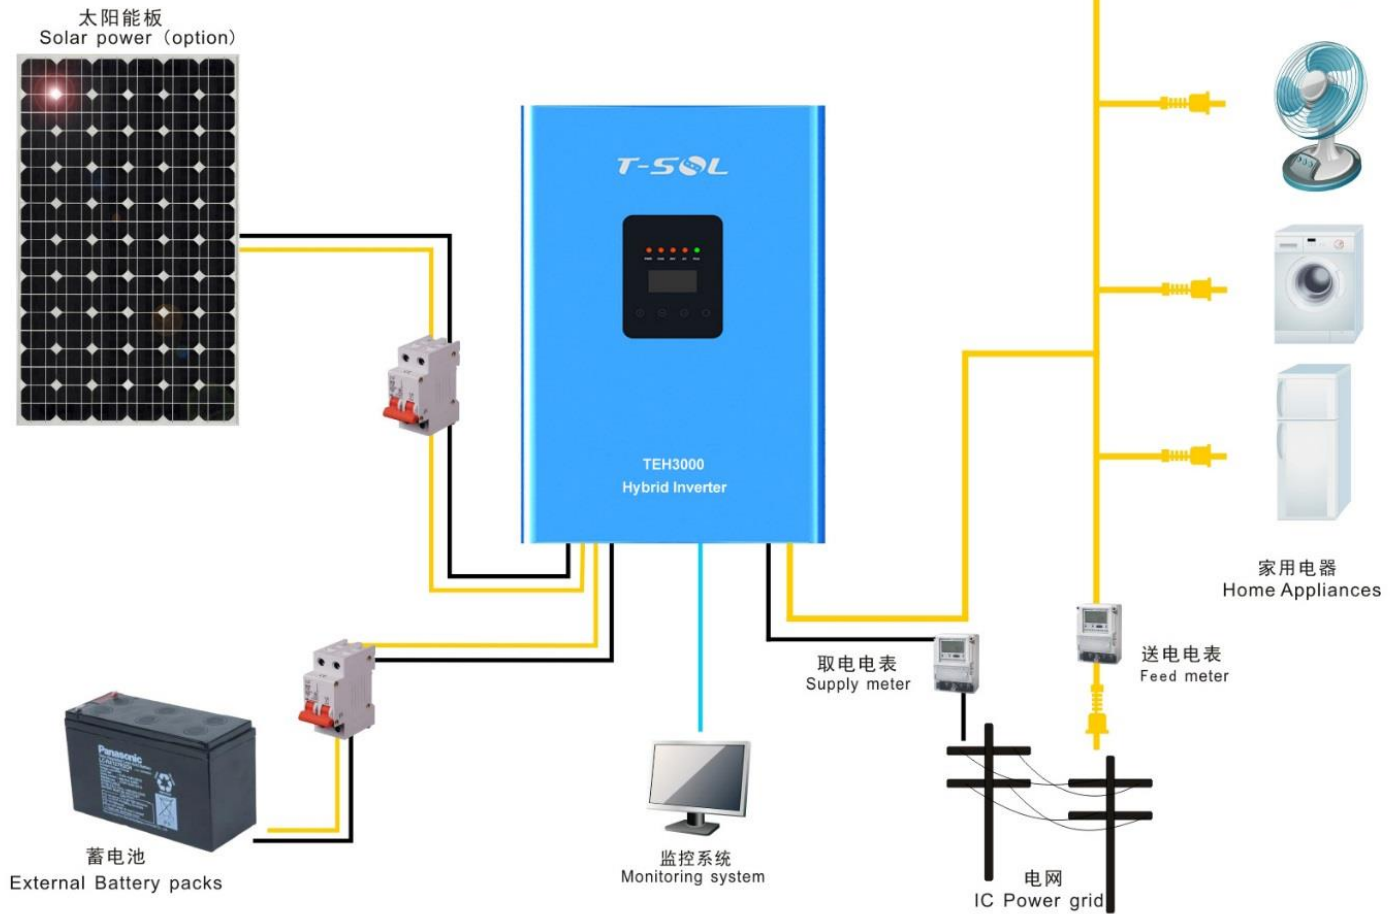 太阳能板
Solar power (option)
T-SOL
TEH3000
Hybrid Inverter
家用电器
Home Appliances
取电电表
Supply meter
送电电表
Feed meter
Panasonic
蓄电池
External Battery packs
监控系统
Monitoring system
电网
IC Power grid